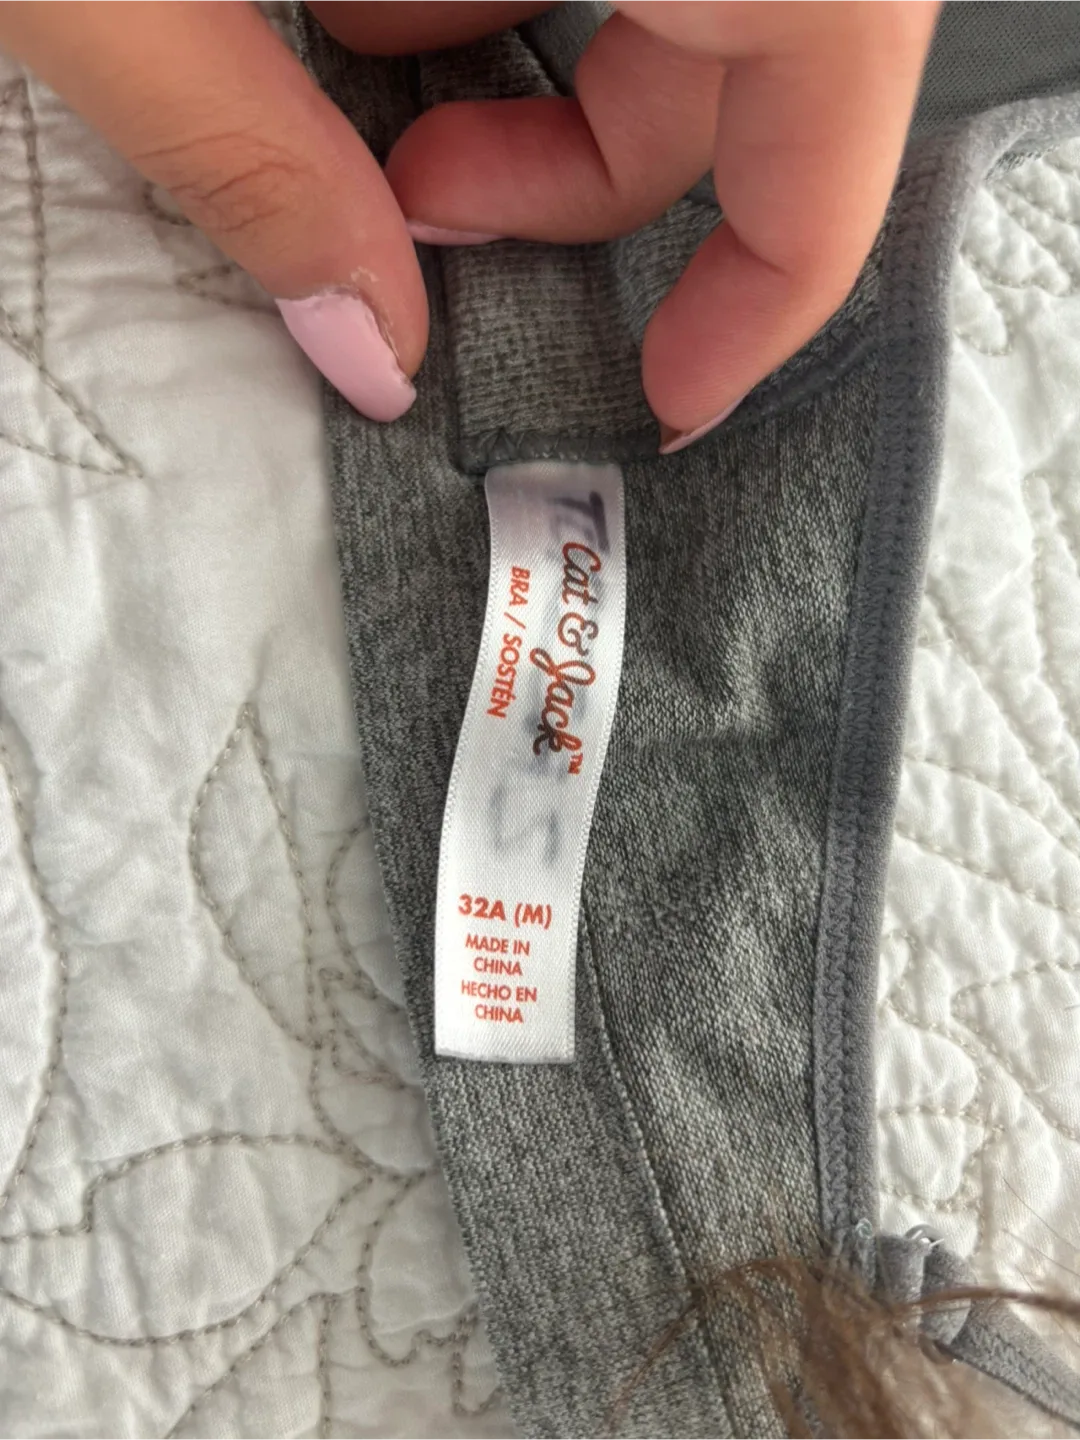 Cat & Jack™
BRA / SOSTÉN
32A (M)
MADE IN
CHINA
HECHO EN
CHINA